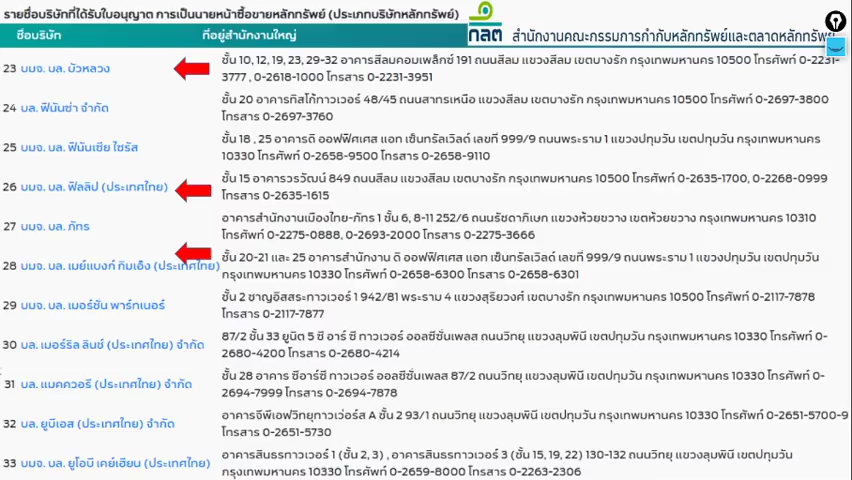 รายชื่อบริษัทที่ได้รับใบอนุญาต การเป็นนายหน้าซื้อขายหลักทรัพย์ (ประเภทบริษัทหลักทรัพย์)
ชื่อบริษัท ที่อยู่สำนักงานใหญ่ กลต สำนักงานคณะกรรมการกำกับหลักทรัพย์และตลาดหลักทรัพย์
23 บมจ. บล. บัวหลวง ชั้น 10, 12, 19, 23, 29-32 อาคารสีลมคอมเพล็กซ์ 191 ถนนสีลม แขวงสีลม เขตบางรัก กรุงเทพมหานคร 10500 โทรศัพท์ 0-2231-
3777 , 0-2618-1000 โทรสาร 0-2231-3951
24 บล. ฟินันซ่า จำกัด ชั้น 20 อาคารทิสโก้ทาวเวอร์ 48/45 ถนนสาทรเหนือ แขวงสีลม เขตบางรัก กรุงเทพมหานคร 10500 โทรศัพท์ 0-2697-3800
โทรสาร 0-2697-3760
25 บมจ. บล. ฟินันเซีย ไซรัส ชั้น 18 , 25 อาคารดิ ออฟฟิศเศส แอท เซ็นทรัลเวิลด์ เลขที่ 999/9 ถนนพระราม 1 แขวงปทุมวัน เขตปทุมวัน กรุงเทพมหานคร
10330 โทรศัพท์ 0-2658-9500 โทรสาร 0-2658-9110
26 บมจ. บล. ฟิลลิป (ประเทศไทย) ชั้น 15 อาคารวรวัฒน์ 849 ถนนสีลม แขวงสีลม เขตบางรัก กรุงเทพมหานคร 10500 โทรศัพท์ 0-2635-1700, 0-2268-0999
โทรสาร 0-2635-1615
27 บมจ. บล. ภัทร อาคารสำนักงานเมืองไทย-ภัทร 1 ชั้น 6, 8-11 252/6 ถนนรัชดาภิเษก แขวงห้วยขวาง เขตห้วยขวาง กรุงเทพมหานคร 10310
โทรศัพท์ 0-2275-0888, 0-2693-2000 โทรสาร 0-2275-3666
28 บมจ. บล. เมย์แบงก์ กิมเอ็ง (ประเทศไทย) ชั้น 20-21 และ 25 อาคารสำนักงาน ดิ ออฟฟิศเศส แอท เซ็นทรัลเวิลด์ เลขที่ 999/9 ถนนพระราม 1 แขวงปทุมวัน เขตปทุมวัน
กรุงเทพมหานคร 10330 โทรศัพท์ 0-2658-6300 โทรสาร 0-2658-6301
29 บมจ. บล. เมอร์ชั่น พาร์ทเนอร์ ชั้น 2 ชาญอิสสระทาวเวอร์ 1 942/81 พระราม 4 แขวงสุริยวงศ์ เขตบางรัก กรุงเทพมหานคร 10500 โทรศัพท์ 0-2117-7878
โทรสาร 0-2117-7877
30 บล. เมอร์ริล ลินช์ (ประเทศไทย) จำกัด 87/2 ชั้น 33 ยูนิต 5 ซี อาร์ ซี ทาวเวอร์ ออลซีซั่นเพลส ถนนวิทยุ แขวงลุมพินี เขตปทุมวัน กรุงเทพมหานคร 10330 โทรศัพท์ 0-
2680-4200 โทรสาร 0-2680-4214
31 บล. แมคควอรี (ประเทศไทย) จำกัด ชั้น 28 อาคาร ซีอาร์ซี ทาวเวอร์ ออลซีซั่นเพลส 87/2 ถนนวิทยุ แขวงลุมพินี เขตปทุมวัน กรุงเทพมหานคร 10330 โทรศัพท์ 0-
2694-7999 โทรสาร 0-2694-7878
32 บล. ยูบีเอส (ประเทศไทย) จำกัด อาคารจีพีเอฟวิทยุทาวเว่อร์ส A ชั้น 2 93/1 ถนนวิทยุ แขวงลุมพินี เขตปทุมวัน กรุงเทพมหานคร 10330 โทรศัพท์ 0-2651-5700-9
โทรสาร 0-2651-5730
33 บมจ. บล. ยูโอบี เคย์เฮียน (ประเทศไทย) อาคารสินธรทาวเวอร์ 1 (ชั้น 2, 3) , อาคารสินธรทาวเวอร์ 3 (ชั้น 15, 19, 22) 130-132 ถนนวิทยุ แขวงลุมพินี เขตปทุมวัน
กรุงเทพมหานคร 10330 โทรศัพท์ 0-2659-8000 โทรสาร 0-2263-2306